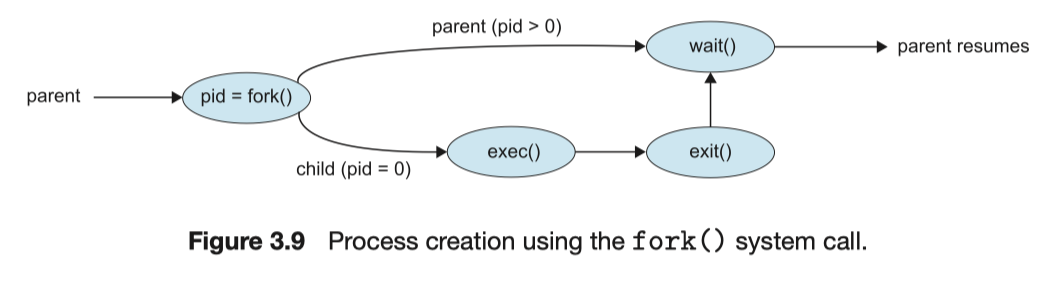 parent (pid > 0)
wait()
parent resumes
parent
pid = fork()
exec()
exit()
child (pid = 0)
Figure 3.9 Process creation using the fork() system call.